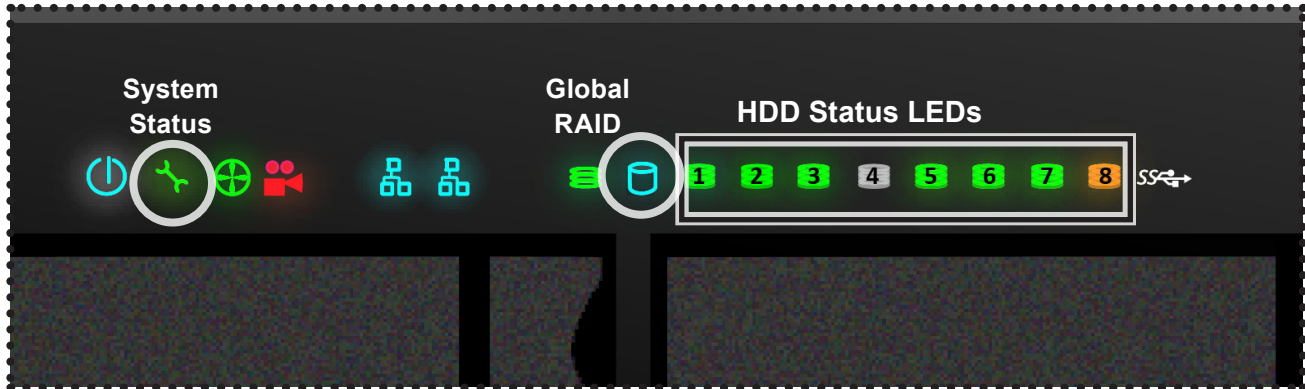 System
Status
Global
RAID
HDD Status LEDs
1 2 3 4 5 6 7 8 SS